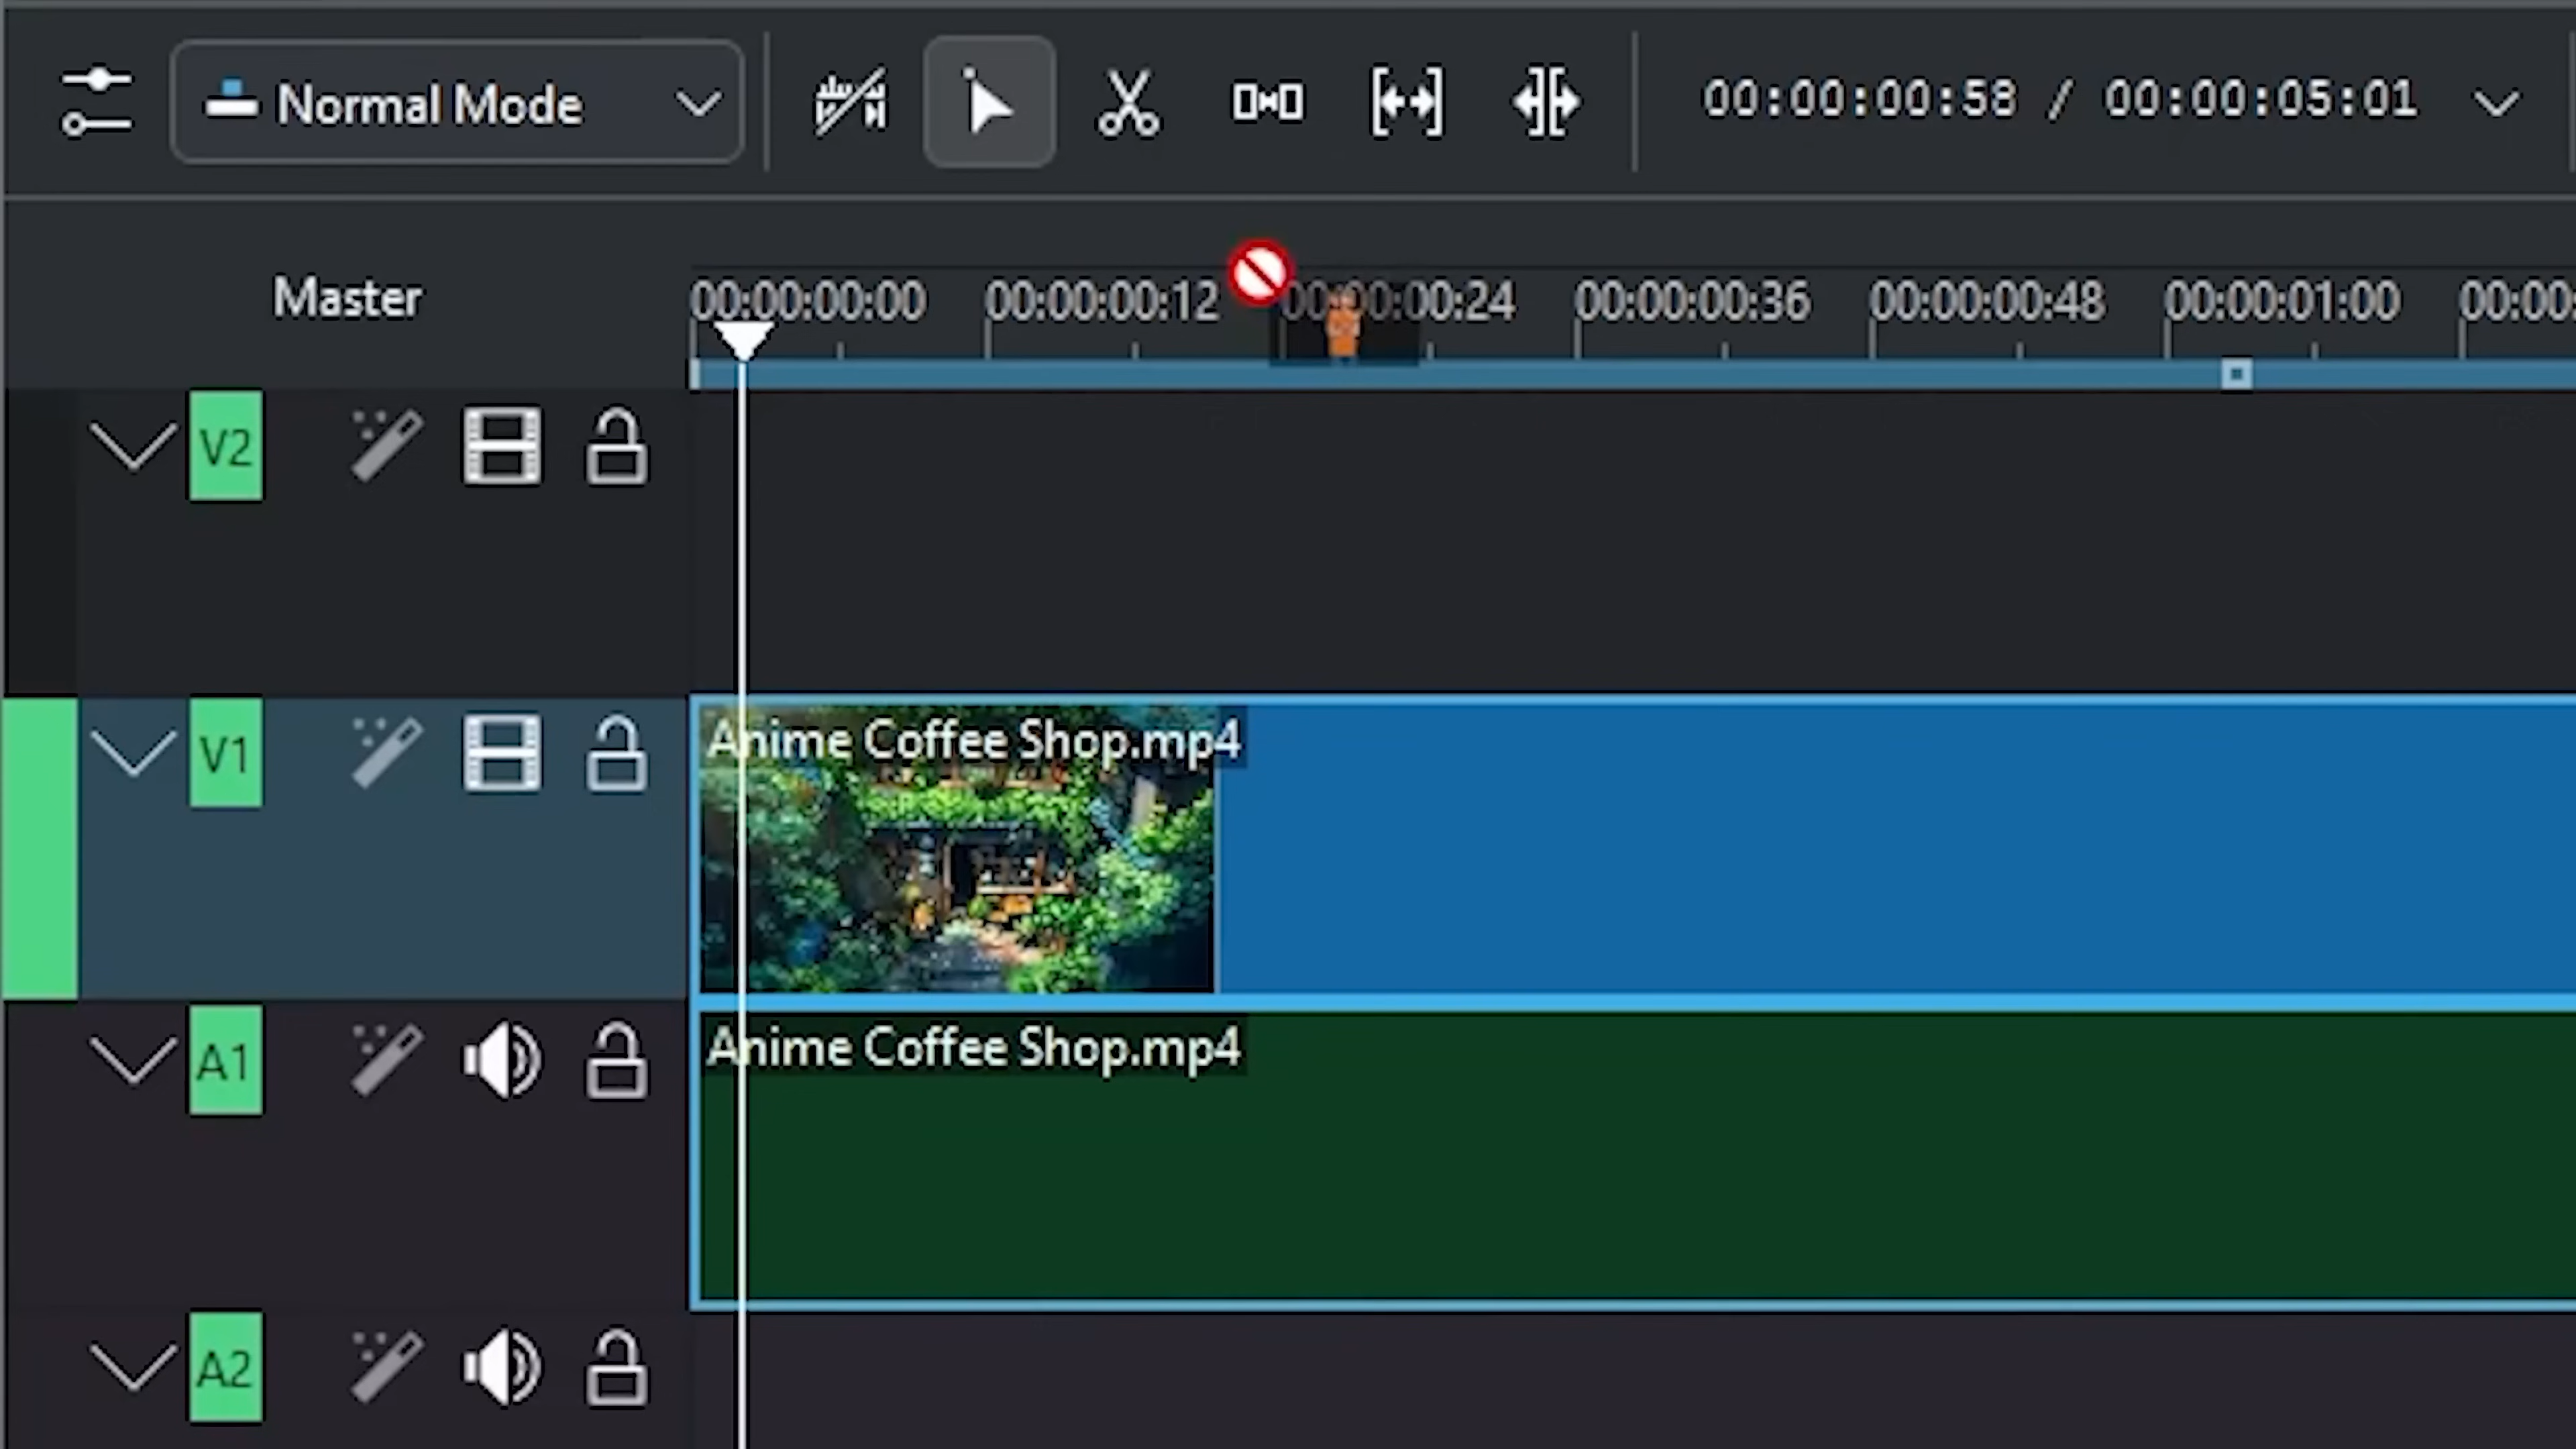 Normal Mode
00:00:00:58 / 00:00:05:01
Master
00:00:00:00 00:00:00:12 00:00:00:24 00:00:00:36 00:00:00:48 00:00:01:00 00:00
V2
V1
Anime Coffee Shop.mp4
A1
Anime Coffee Shop.mp4
A2